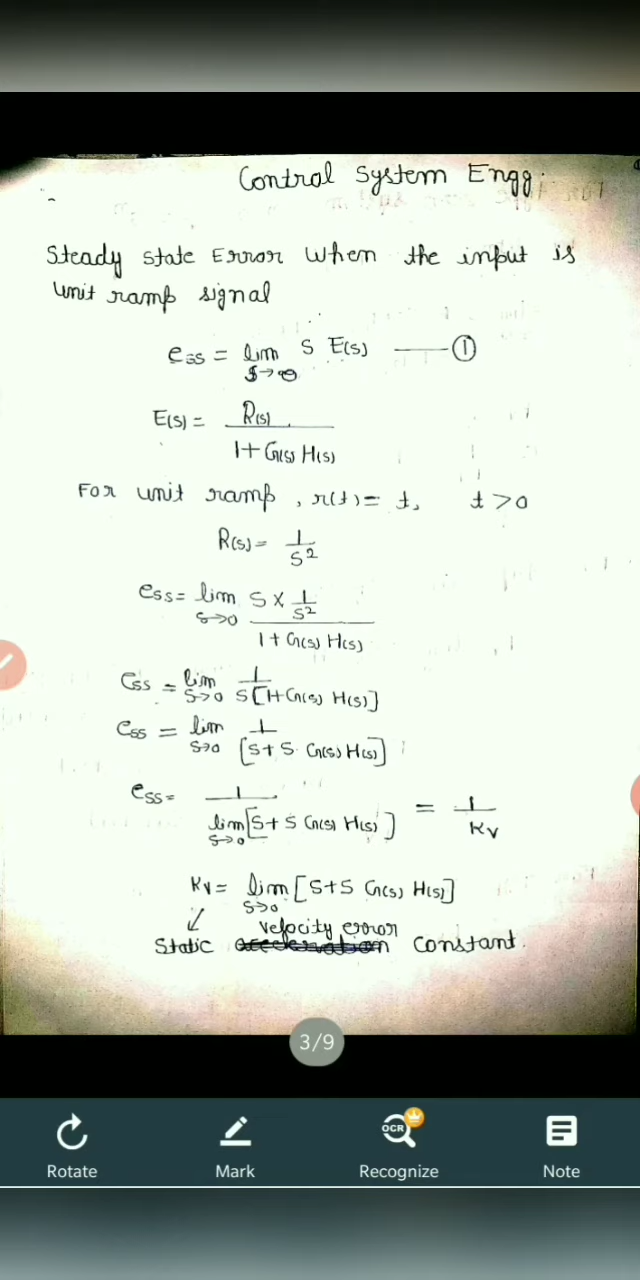 Control System Engg.
Steady state Error when the input is
unit ramp signal
ess = lim S E(s) ——— ①
S→∞
E(s) = R(s)
1 + G(s) H(s)
For unit ramp, r(t) = t, t > 0
R(s) = 1/S²
ess = lim S × 1/S²
S→0
1 + G(s) H(s)
ess = lim 1
S→0 S[1+G(s) H(s)]
ess = lim 1
S→0 [S + S G(s) H(s)]
ess = 1 = 1
lim [S + S G(s) H(s)] Kv
S→0
Kv = lim [S+S G(s) H(s)]
S→0
velocity error
Static acceleration constant.
3/9
OCR
Rotate Mark Recognize Note